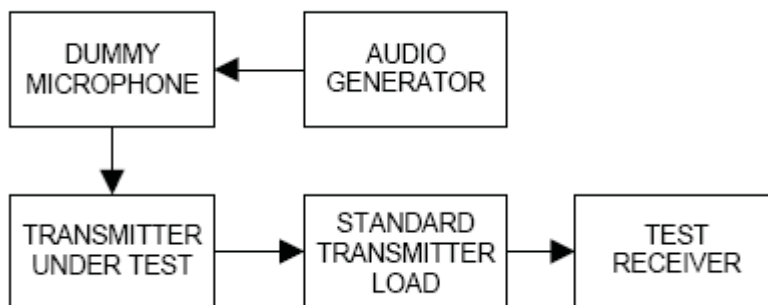 DUMMY
MICROPHONE
AUDIO
GENERATOR
TRANSMITTER
UNDER TEST
STANDARD
TRANSMITTER
LOAD
TEST
RECEIVER